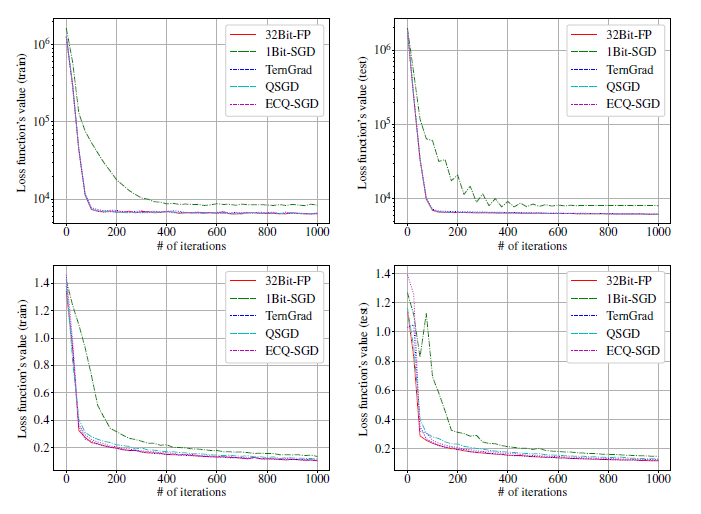 Loss function's value (train)
10⁶
10⁵
10⁴
32Bit-FP
1Bit-SGD
TernGrad
QSGD
ECQ-SGD
0 200 400 600 800 1000
# of iterations
Loss function's value (test)
10⁶
10⁵
10⁴
32Bit-FP
1Bit-SGD
TernGrad
QSGD
ECQ-SGD
0 200 400 600 800 1000
# of iterations
Loss function's value (train)
1.4
1.2
1.0
0.8
0.6
0.4
0.2
32Bit-FP
1Bit-SGD
TernGrad
QSGD
ECQ-SGD
0 200 400 600 800 1000
# of iterations
Loss function's value (test)
1.4
1.2
1.0
0.8
0.6
0.4
0.2
32Bit-FP
1Bit-SGD
TernGrad
QSGD
ECQ-SGD
0 200 400 600 800 1000
# of iterations